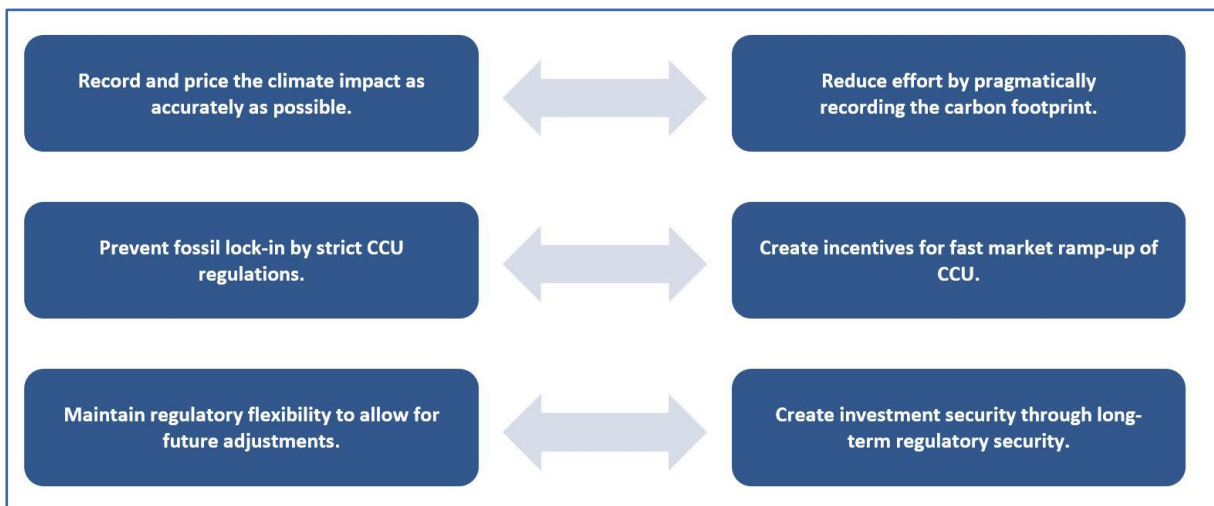 Record and price the climate impact as
accurately as possible.
Reduce effort by pragmatically
recording the carbon footprint.
Prevent fossil lock-in by strict CCU
regulations.
Create incentives for fast market ramp-up of
CCU.
Maintain regulatory flexibility to allow for
future adjustments.
Create investment security through long-
term regulatory security.